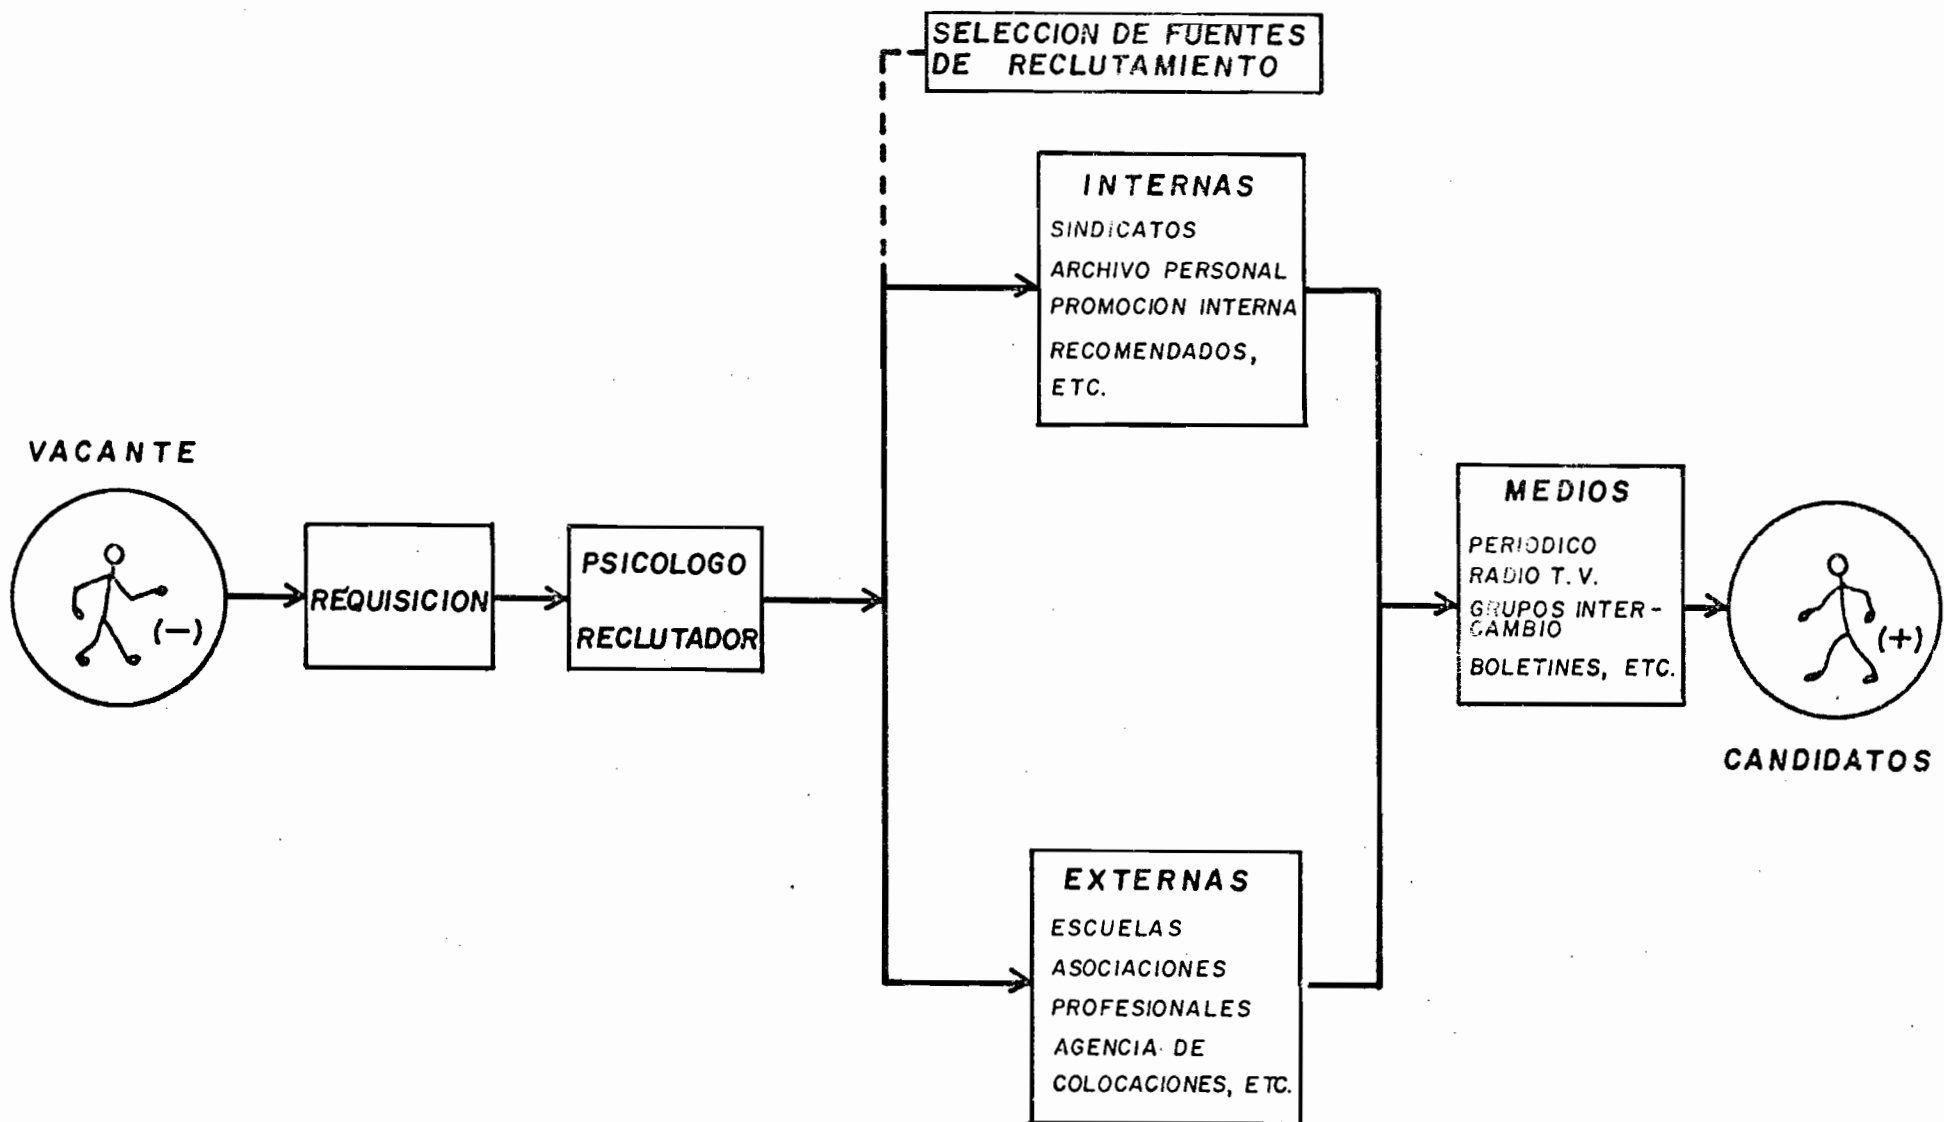 SELECCION DE FUENTES
DE RECLUTAMIENTO
INTERNAS
SINDICATOS
ARCHIVO PERSONAL
PROMOCION INTERNA
RECOMENDADOS,
ETC.
VACANTE
(-)
REQUISICION
PSICOLOGO
RECLUTADOR
MEDIOS
PERIODICO
RADIO T. V.
GRUPOS INTER-
CAMBIO
BOLETINES, ETC.
(+)
CANDIDATOS
EXTERNAS
ESCUELAS
ASOCIACIONES
PROFESIONALES
AGENCIA DE
COLOCACIONES, ETC.